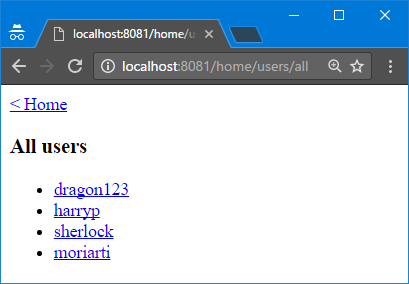 localhost:8081/home/u
localhost:8081/home/users/all
< Home
All users
dragon123
harryp
sherlock
moriarti